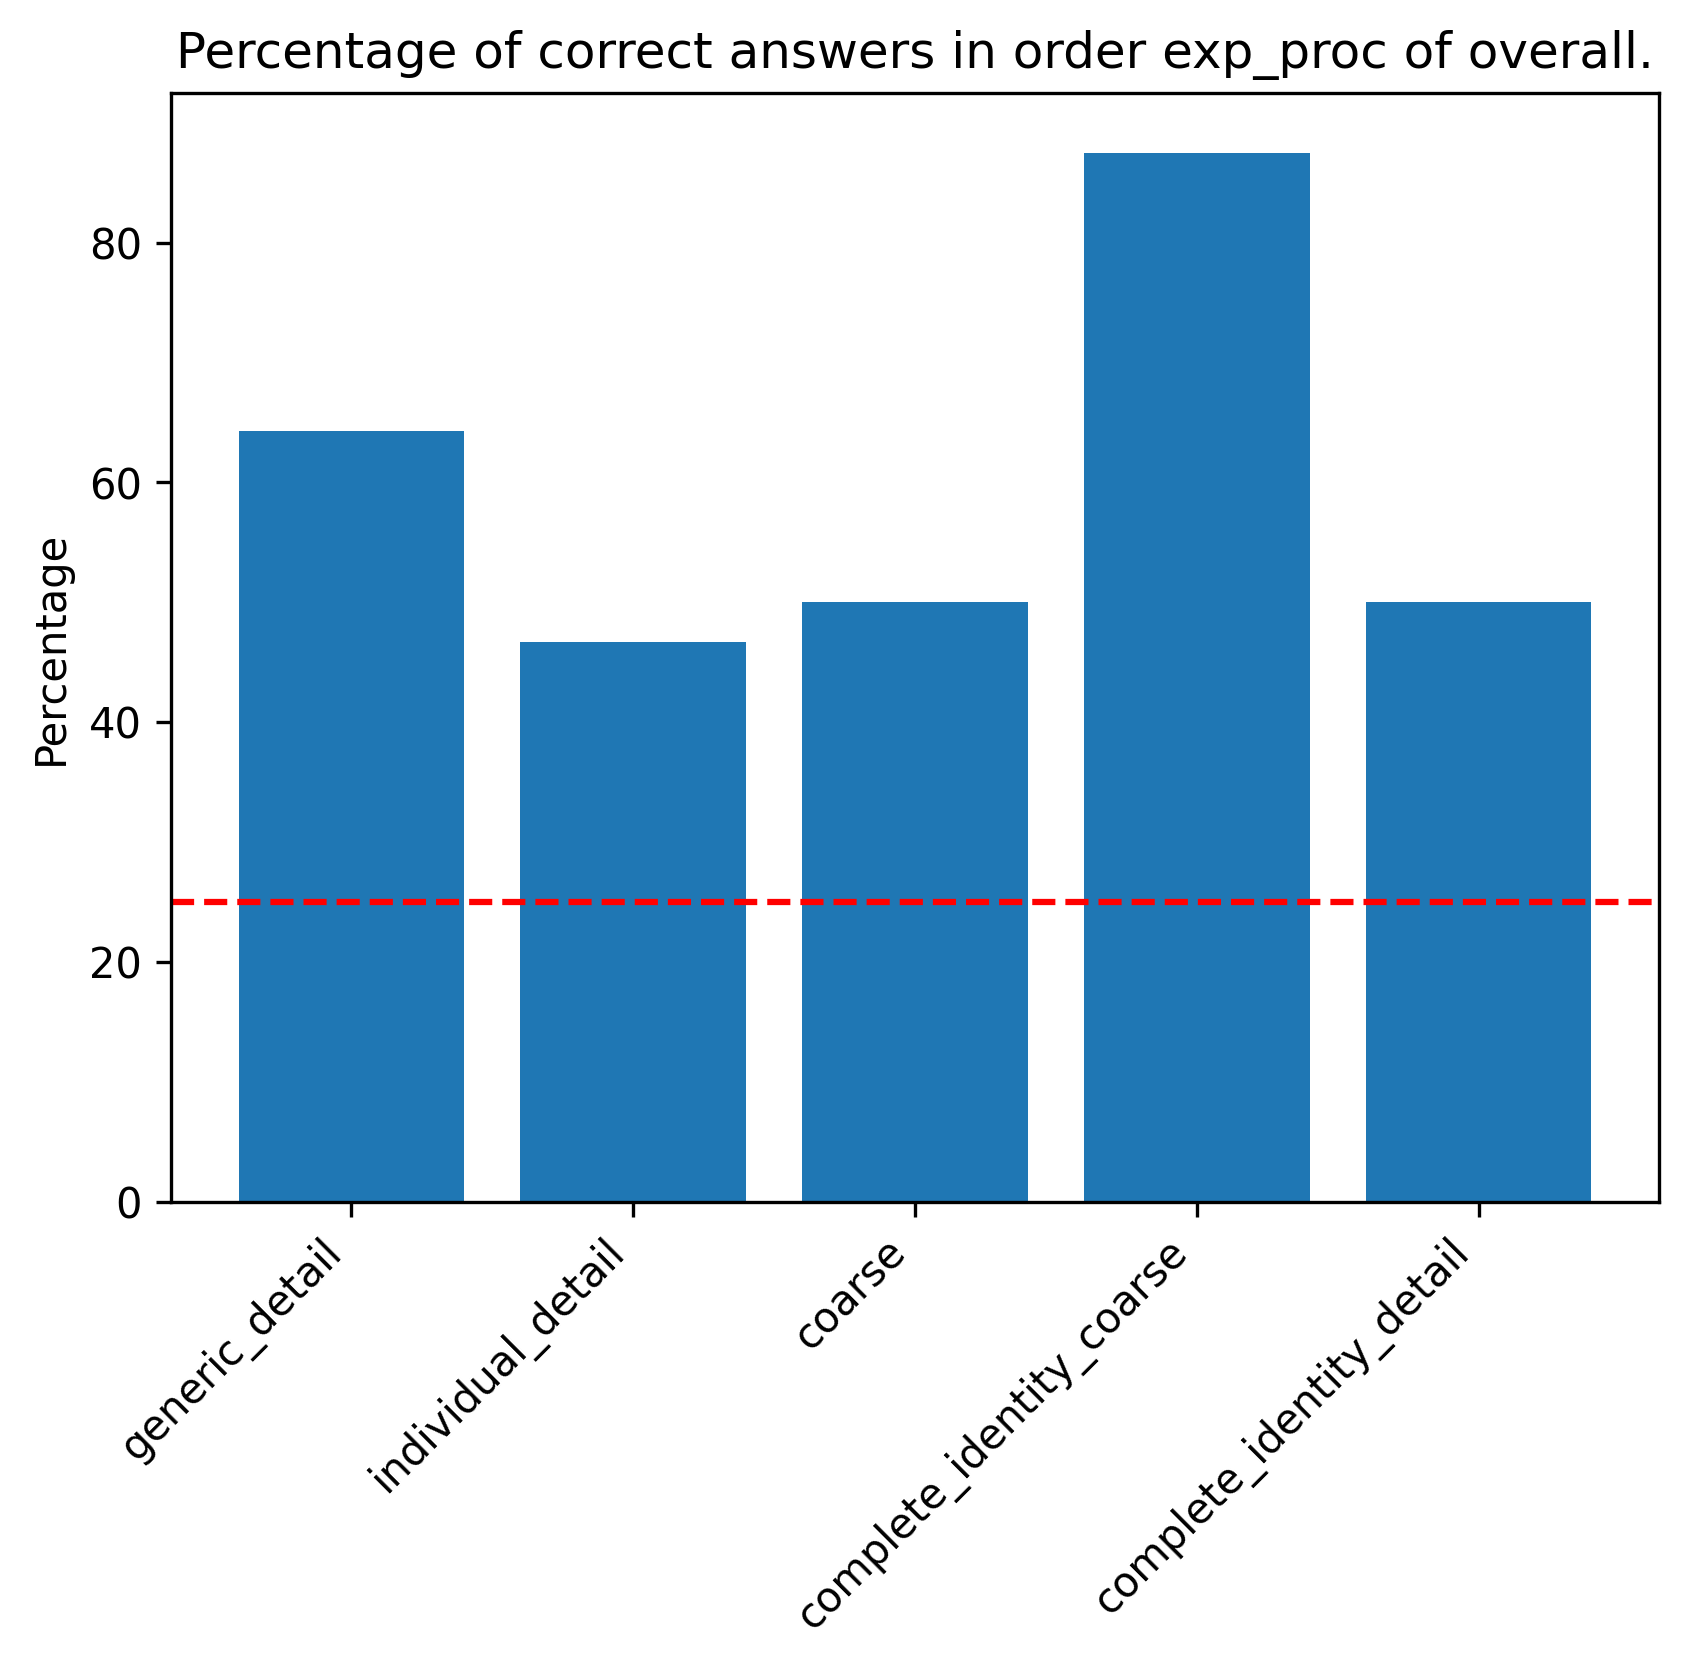 Percentage of correct answers in order exp_proc of overall.
Percentage
80
60
40
20
0
generic_detail
individual_detail
coarse
complete_identity_coarse
complete_identity_detail